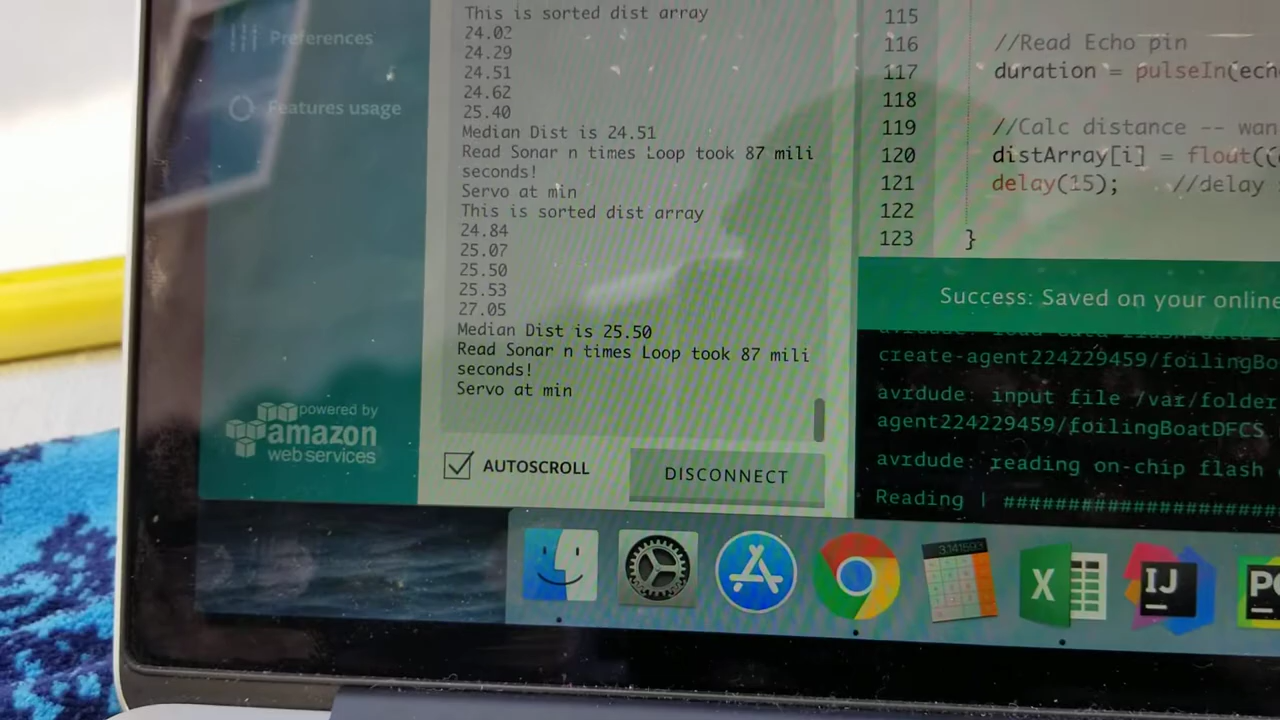 Preferences
Features usage
powered by
amazon
web services
This is sorted dist array
24.02
24.29
24.51
24.62
25.40
Median Dist is 24.51
Read Sonar n times Loop took 87 mili
seconds!
Servo at min
This is sorted dist array
24.84
25.07
25.50
25.53
27.05
Median Dist is 25.50
Read Sonar n times Loop took 87 mili
seconds!
Servo at min
AUTOSCROLL
DISCONNECT
115
116 //Read Echo pin
117 duration = pulseIn(ech
118
119 //Calc distance -- wan
120 distArray[i] = flout((
121 delay(15); //delay
122
123 }
Success: Saved on your online
create-agent224229459/foilingBo
avrdude: input file /var/folder
agent224229459/foilingBoatDFCS
avrdude: reading on-chip flash
Reading | #####################
3.141593
X
IJ
PC